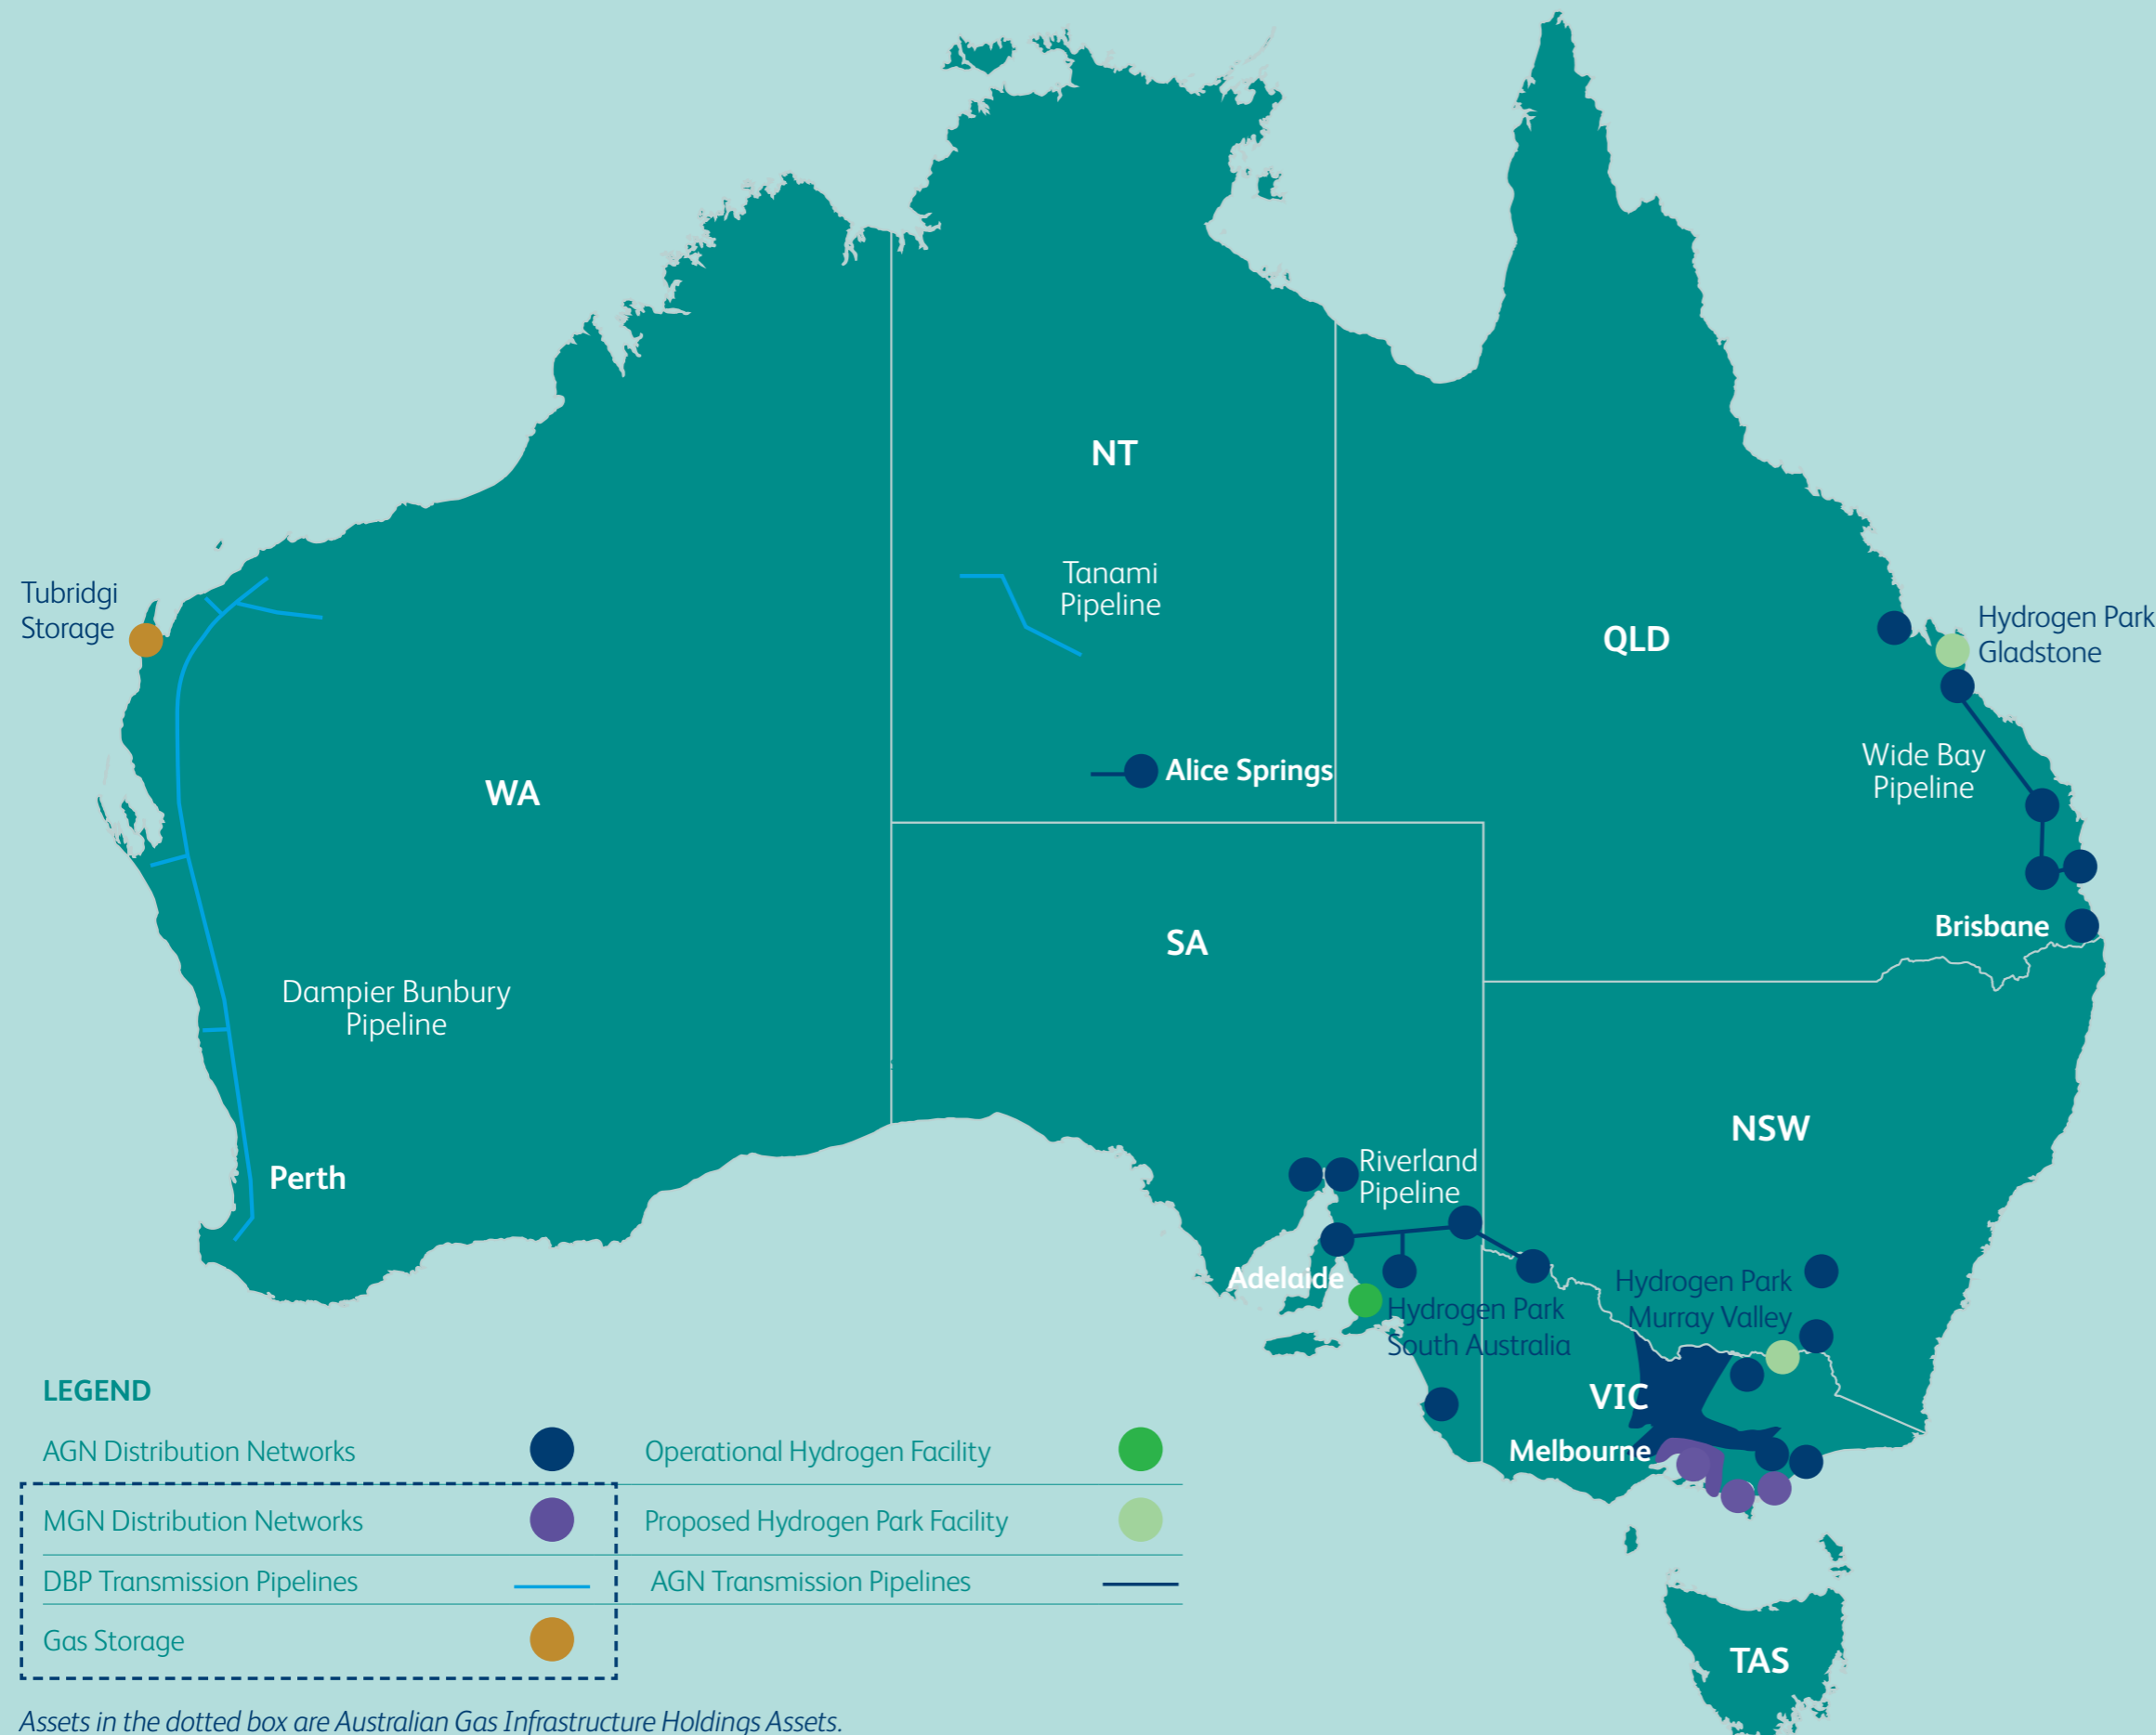 NT
Tanami
Pipeline
Tubridgi
Storage
QLD
Hydrogen Park
Gladstone
WA
Alice Springs
Wide Bay
Pipeline
SA
Brisbane
Dampier Bunbury
Pipeline
NSW
Perth
Riverland
Pipeline
Adelaide
Hydrogen Park
South Australia
Hydrogen Park
Murray Valley
VIC
Melbourne
TAS
LEGEND
AGN Distribution Networks
Operational Hydrogen Facility
MGN Distribution Networks
Proposed Hydrogen Park Facility
DBP Transmission Pipelines
AGN Transmission Pipelines
Gas Storage
Assets in the dotted box are Australian Gas Infrastructure Holdings Assets.